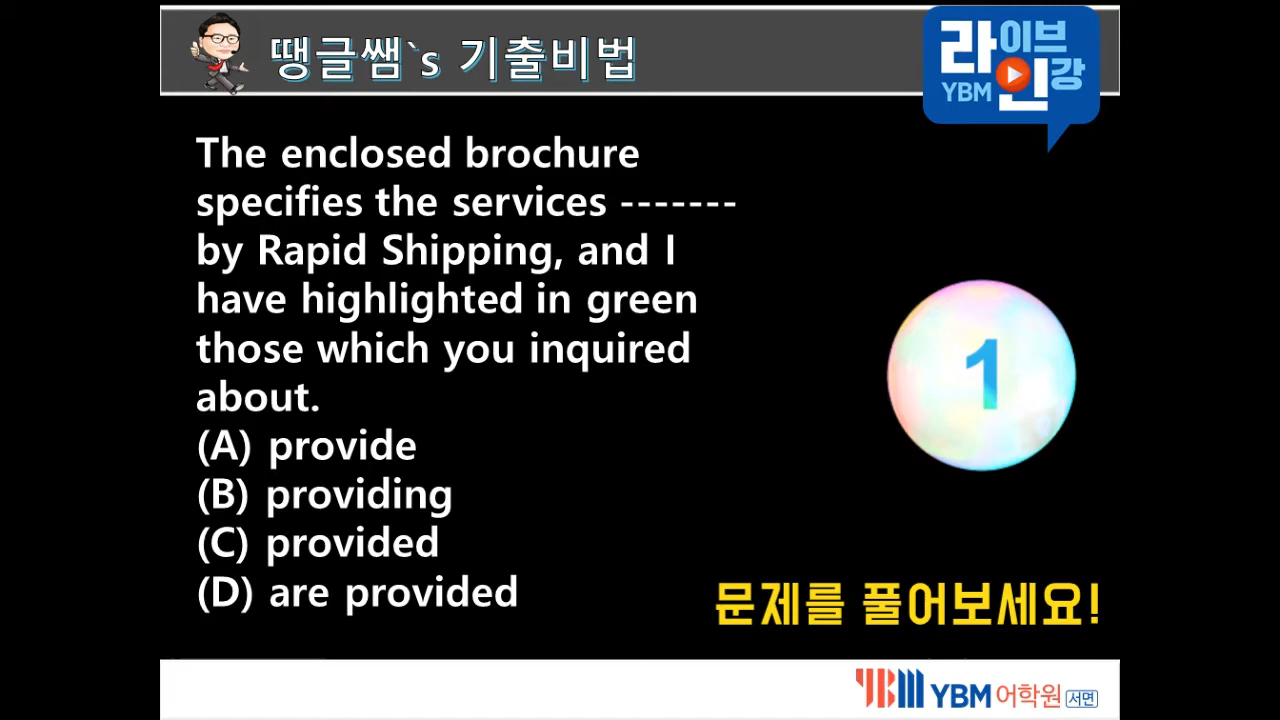 땡글쌤`s 기출비법
라이브
YBM 인강
The enclosed brochure
specifies the services -------
by Rapid Shipping, and I
have highlighted in green
those which you inquired
about.
(A) provide
(B) providing
(C) provided
(D) are provided
1
문제를 풀어보세요!
YBM YBM 어학원 서면